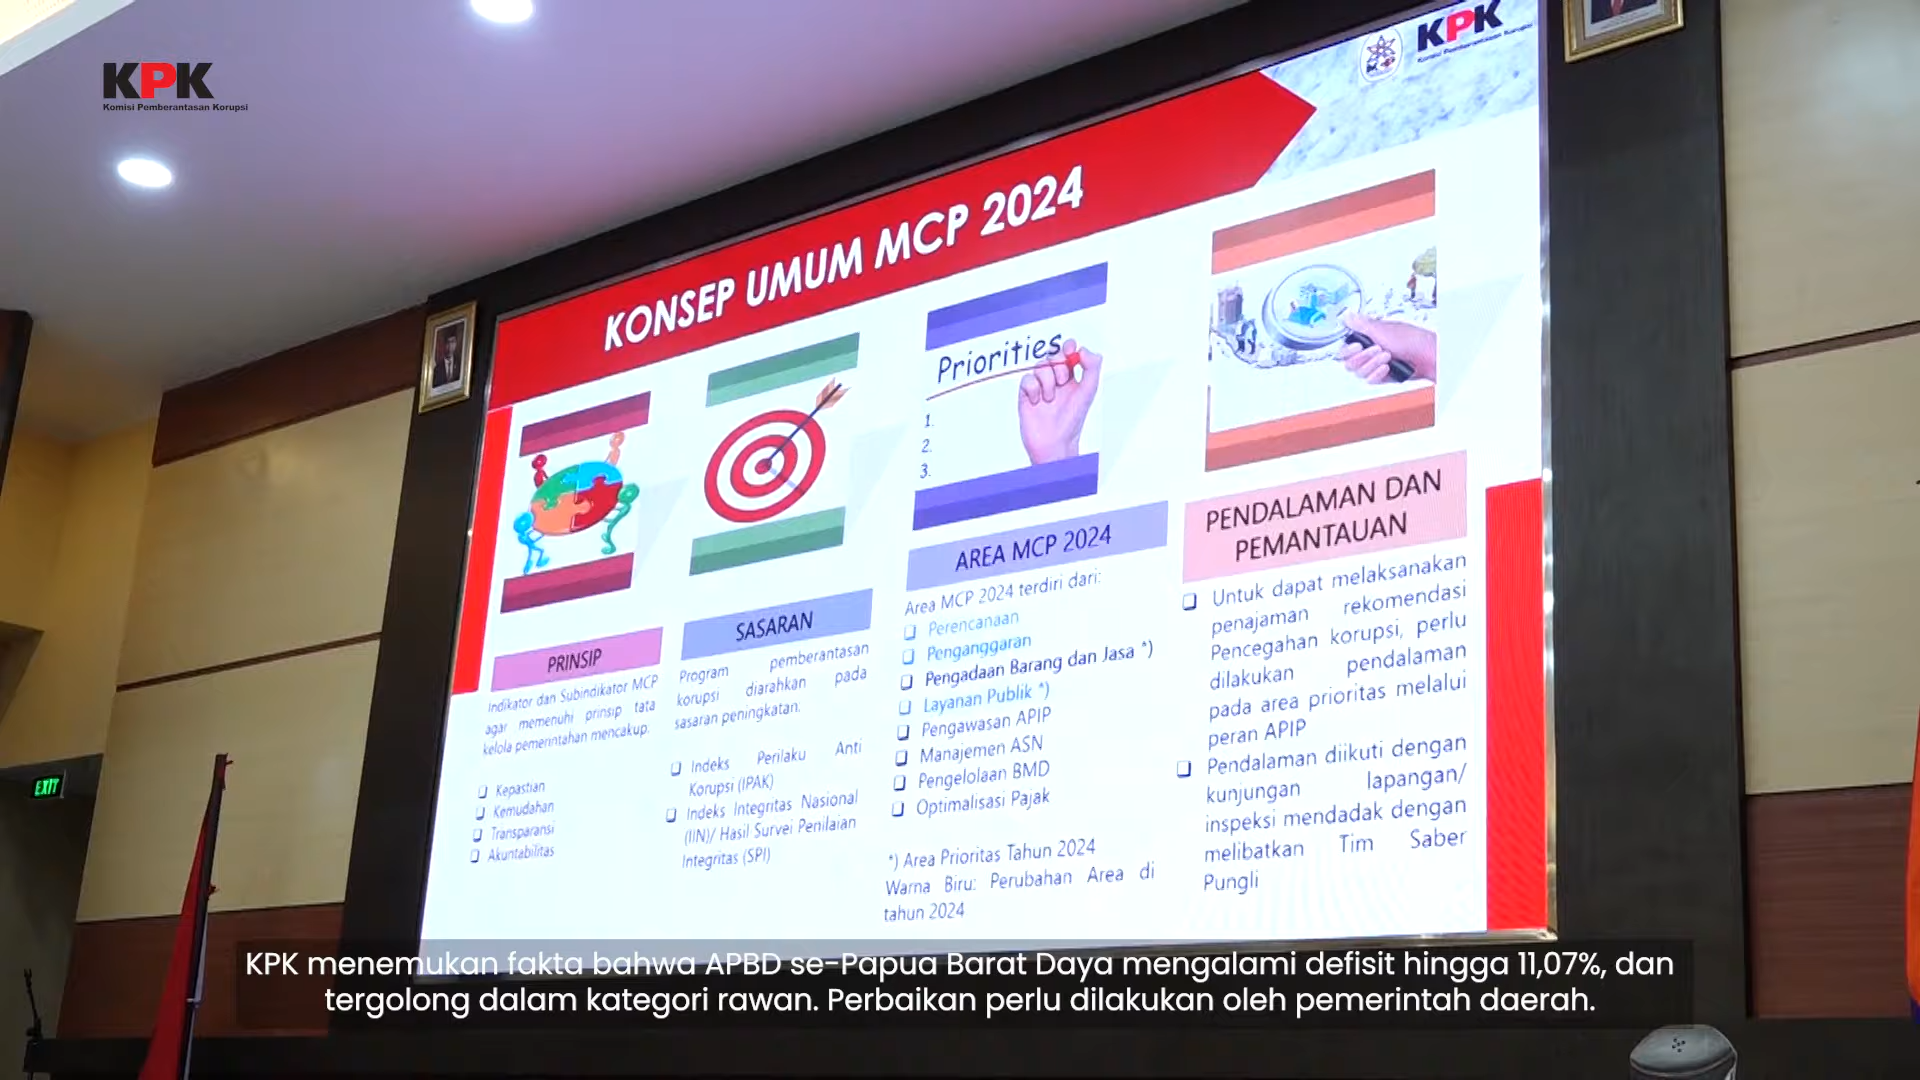 KPK
Komisi Pemberantasan Korupsi
KPK
Komisi Pemberantasan Korupsi
KONSEP UMUM MCP 2024
Priorities
1.
2.
3.
PRINSIP
Indikator dan Subindikator MCP
agar memenuhi prinsip tata
kelola pemerintahan mencakup:
Kepastian
Kemudahan
Transparansi
Akuntabilitas
SASARAN
Program pemberantasan
korupsi diarahkan pada
sasaran peningkatan:
Indeks Perilaku Anti
Korupsi (IPAK)
Indeks Integritas Nasional
(IIN)/ Hasil Survei Penilaian
Integritas (SPI)
AREA MCP 2024
Area MCP 2024 terdiri dari:
Perencanaan
Penganggaran
Pengadaan Barang dan Jasa *)
Layanan Publik *)
Pengawasan APIP
Manajemen ASN
Pengelolaan BMD
Optimalisasi Pajak
*) Area Prioritas Tahun 2024
Warna Biru: Perubahan Area di
tahun 2024
PENDALAMAN DAN
PEMANTAUAN
Untuk dapat melaksanakan
penajaman rekomendasi
Pencegahan korupsi, perlu
dilakukan pendalaman
pada area prioritas melalui
peran APIP
Pendalaman diikuti dengan
kunjungan lapangan/
inspeksi mendadak dengan
melibatkan Tim Saber
Pungli
EXIT
KPK menemukan fakta bahwa APBD se-Papua Barat Daya mengalami defisit hingga 11,07%, dan
tergolong dalam kategori rawan. Perbaikan perlu dilakukan oleh pemerintah daerah.